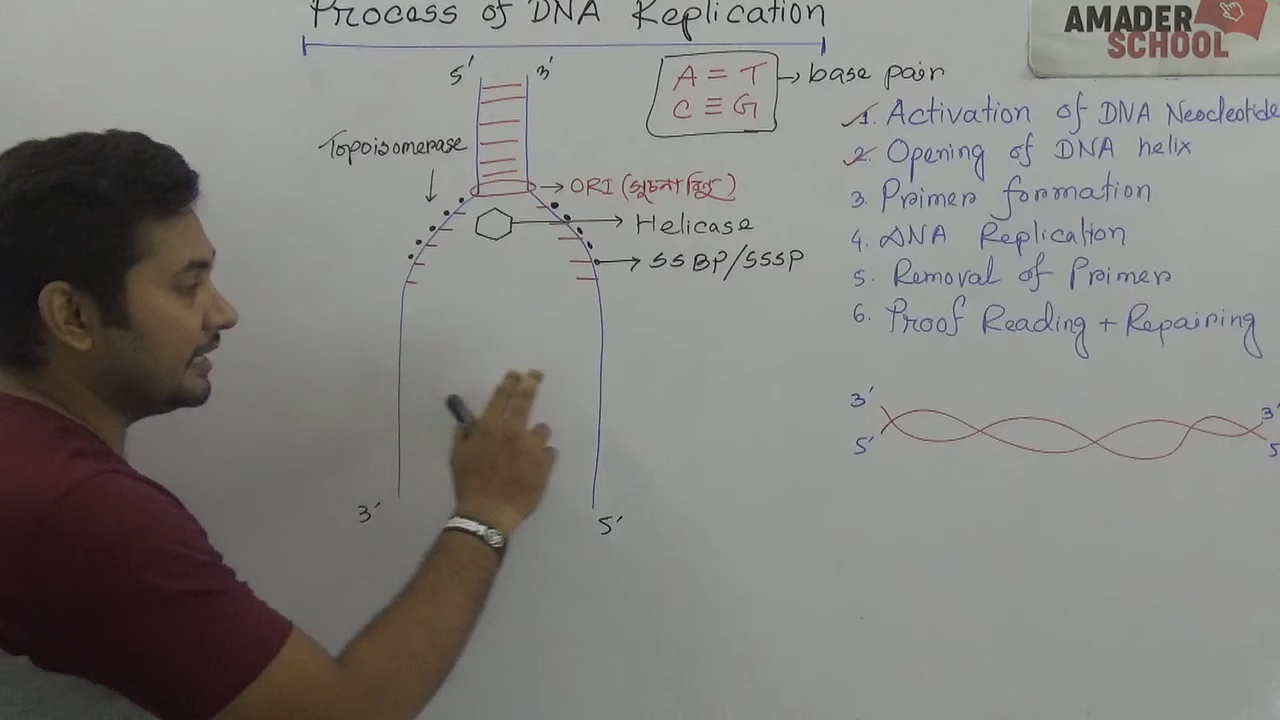 Process of DNA Replication
AMADER
SCHOOL
5′ 3′
A = T → base pair
C ≡ G
Topoisomerase
→ ORI (সূচনা বিন্দু)
→ Helicase
→ SSBP/SSSP
3′ 5′
1. Activation of DNA Neocleotide
2. Opening of DNA helix
3. Primer formation
4. DNA Replication
5. Removal of Primer
6. Proof Reading + Repairing
3′ 3′
5′ 5